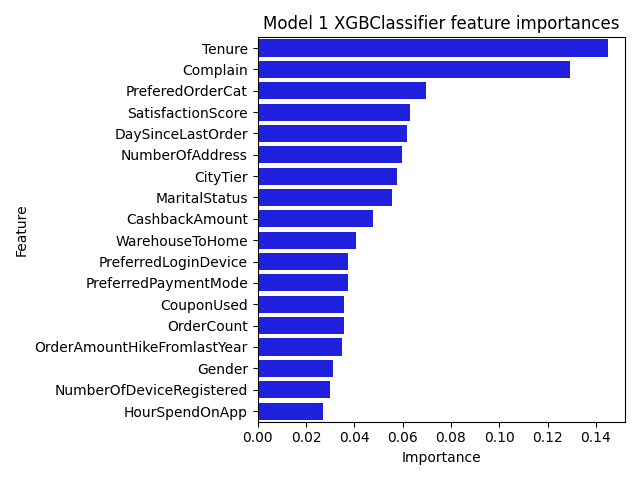 Model 1 XGBClassifier feature importances
Tenure
Complain
PreferedOrderCat
SatisfactionScore
DaySinceLastOrder
NumberOfAddress
CityTier
MaritalStatus
CashbackAmount
WarehouseToHome
PreferredLoginDevice
PreferredPaymentMode
CouponUsed
OrderCount
OrderAmountHikeFromlastYear
Gender
NumberOfDeviceRegistered
HourSpendOnApp
Feature
0.00 0.02 0.04 0.06 0.08 0.10 0.12 0.14
Importance